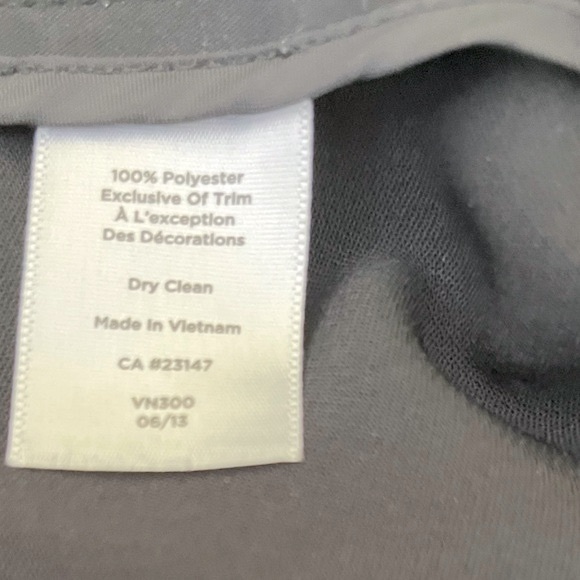 100% Polyester
Exclusive Of Trim
À L'exception
Des Décorations
Dry Clean
Made In Vietnam
CA #23147
VN300
06/13